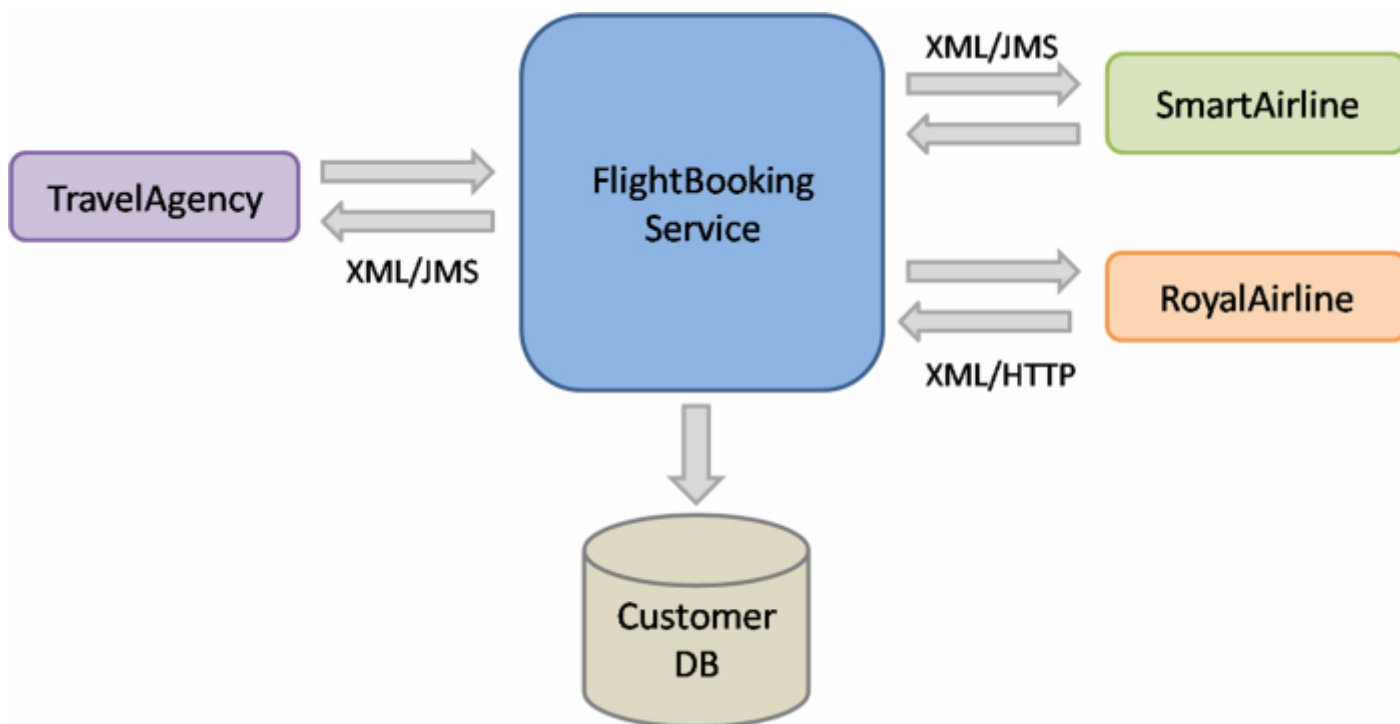 XML/JMS
SmartAirline
TravelAgency
XML/JMS
FlightBooking
Service
RoyalAirline
XML/HTTP
Customer
DB